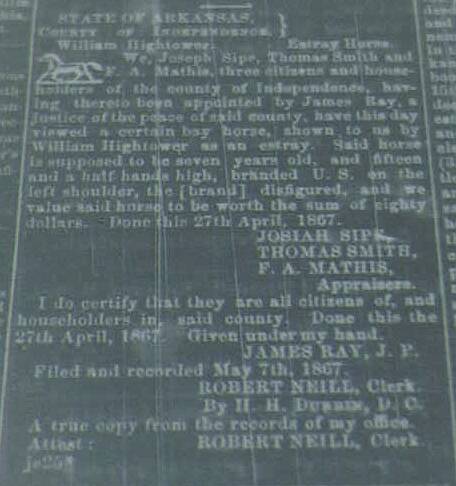 STATE OF ARKANSAS,
COUNTY OF INDEPENDENCE, }
William Hightower. Estray Horse.
We, Joseph Sipe, Thomas Smith and
F. A. Mathis, three citizens and house-
holders of the county of Independence, hav-
ing thereto been appointed by James Ray, a
justice of the peace of said county, have this day
viewed a certain bay horse, shown to us by
William Hightower as an estray. Said horse
is supposed to be seven years old, and fifteen
and a half hands high, branded U. S. on the
left shoulder, the [brand] disfigured, and we
value said horse to be worth the sum of eighty
dollars. Done this 27th April, 1867.
JOSIAH SIPE,
THOMAS SMITH,
F. A. MATHIS,
Appraisers.
I do certify that they are all citizens of, and
householders in, said county. Done this the
27th April, 1867. Given under my hand.
JAMES RAY, J. P.
Filed and recorded May 7th, 1867.
ROBERT NEILL, Clerk.
By H. H. DURBIN, D. C.
A true copy from the records of my office.
Attest: ROBERT NEILL, Clerk.